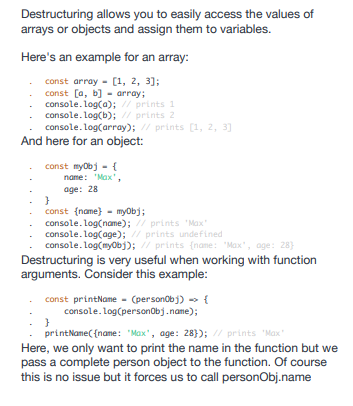 Destructuring allows you to easily access the values of
arrays or objects and assign them to variables.
Here's an example for an array:
. const array = [1, 2, 3];
. const [a, b] = array;
. console.log(a); // prints 1
. console.log(b); // prints 2
. console.log(array); // prints [1, 2, 3]
And here for an object:
. const myObj = {
. name: 'Max',
. age: 28
. }
. const {name} = myObj;
. console.log(name); // prints 'Max'
. console.log(age); // prints undefined
. console.log(myObj); // prints {name: 'Max', age: 28}
Destructuring is very useful when working with function
arguments. Consider this example:
. const printName = (personObj) => {
. console.log(personObj.name);
. }
. printName({name: 'Max', age: 28}); // prints 'Max'
Here, we only want to print the name in the function but we
pass a complete person object to the function. Of course
this is no issue but it forces us to call personObj.name